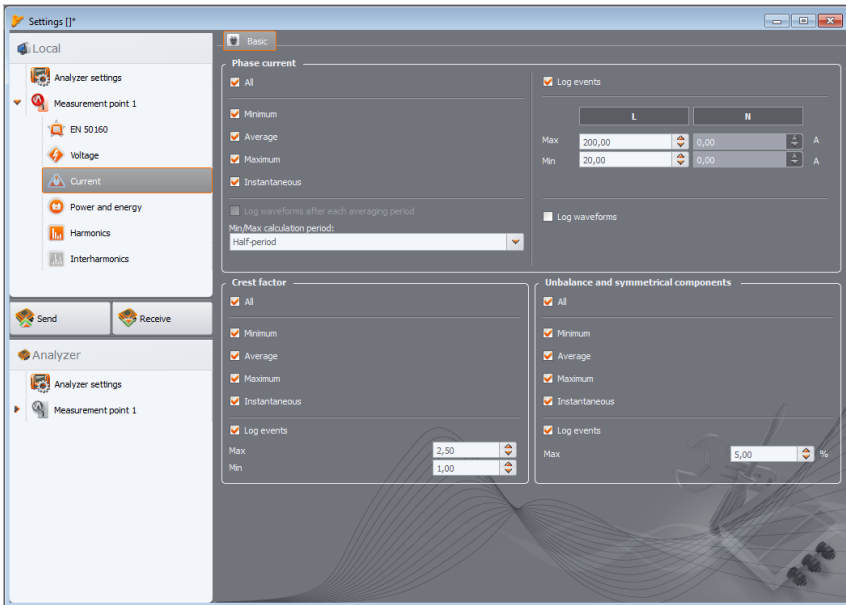 Settings []*
Local
Analyzer settings
Measurement point 1
EN 50160
Voltage
Current
Power and energy
Harmonics
Interharmonics
Send
Receive
Analyzer
Analyzer settings
Measurement point 1
Basic
Phase current
All
Minimum
Average
Maximum
Instantaneous
Log waveforms after each averaging period
Min/Max calculation period:
Half-period
Log events
L N
Max 200,00 0,00 A
Min 20,00 0,00 A
Log waveforms
Crest factor
All
Minimum
Average
Maximum
Instantaneous
Log events
Max 2,50
Min 1,00
Unbalance and symmetrical components
All
Minimum
Average
Maximum
Instantaneous
Log events
Max 5,00 %